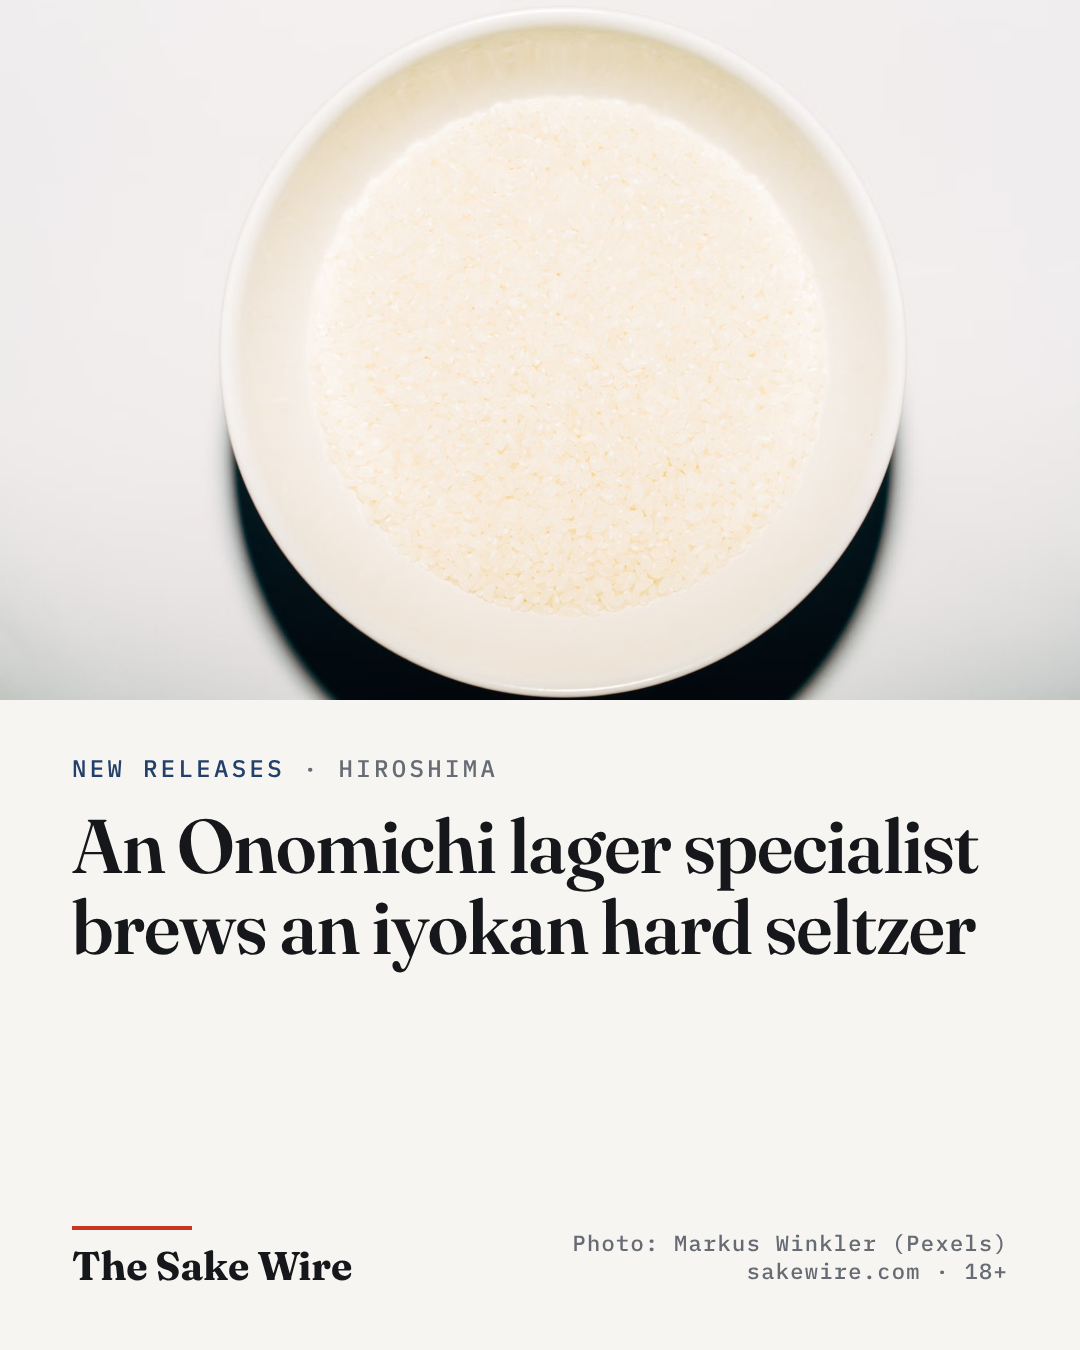 NEW RELEASES · HIROSHIMA
An Onomichi lager specialist
brews an iyokan hard seltzer
The Sake Wire
Photo: Markus Winkler (Pexels)
sakewire.com · 18+